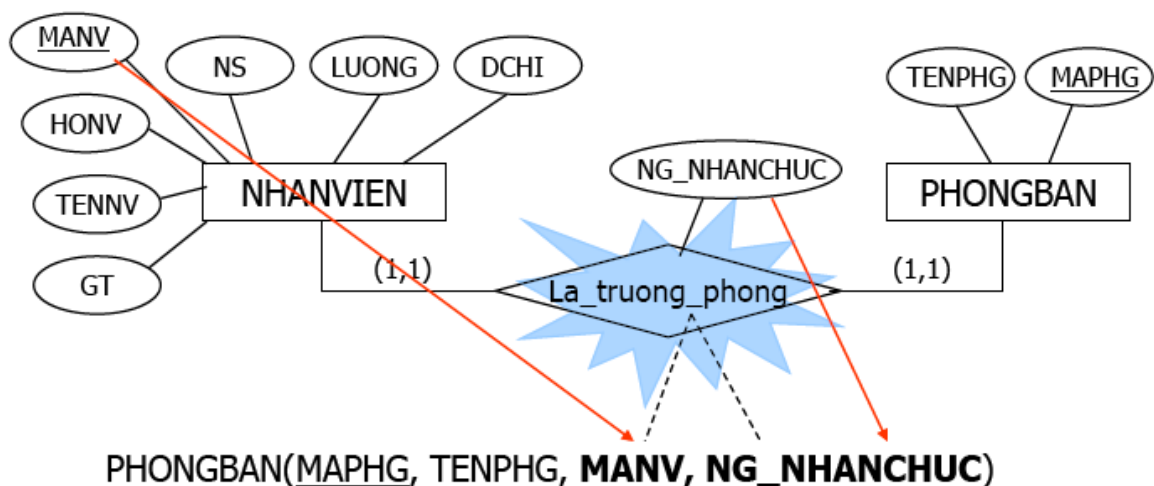 MANV
NS
LUONG
DCHI
TENPHG
MAPHG
HONV
NG_NHANCHUC
NHANVIEN
PHONGBAN
TENNV
GT
(1,1)
(1,1)
La_truong_phong
PHONGBAN(MAPHG, TENPHG, MANV, NG_NHANCHUC)